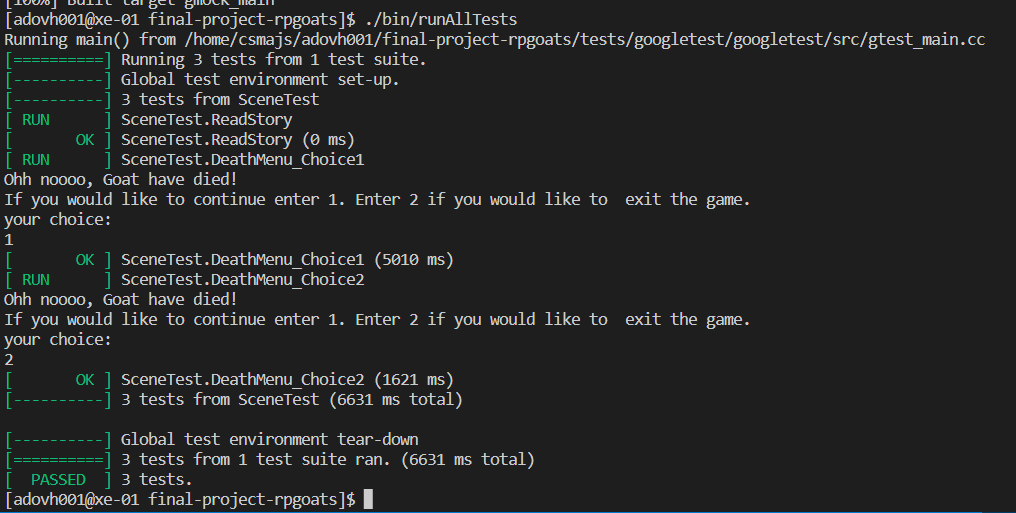 [100%] Built target gmock_main
[adovh001@xe-01 final-project-rpgoats]$ ./bin/runAllTests
Running main() from /home/csmajs/adovh001/final-project-rpgoats/tests/googletest/googletest/src/gtest_main.cc
[==========] Running 3 tests from 1 test suite.
[----------] Global test environment set-up.
[----------] 3 tests from SceneTest
[ RUN      ] SceneTest.ReadStory
[       OK ] SceneTest.ReadStory (0 ms)
[ RUN      ] SceneTest.DeathMenu_Choice1
Ohh noooo, Goat have died!
If you would like to continue enter 1. Enter 2 if you would like to  exit the game.
your choice:
1
[       OK ] SceneTest.DeathMenu_Choice1 (5010 ms)
[ RUN      ] SceneTest.DeathMenu_Choice2
Ohh noooo, Goat have died!
If you would like to continue enter 1. Enter 2 if you would like to  exit the game.
your choice:
2
[       OK ] SceneTest.DeathMenu_Choice2 (1621 ms)
[----------] 3 tests from SceneTest (6631 ms total)

[----------] Global test environment tear-down
[==========] 3 tests from 1 test suite ran. (6631 ms total)
[  PASSED  ] 3 tests.
[adovh001@xe-01 final-project-rpgoats]$